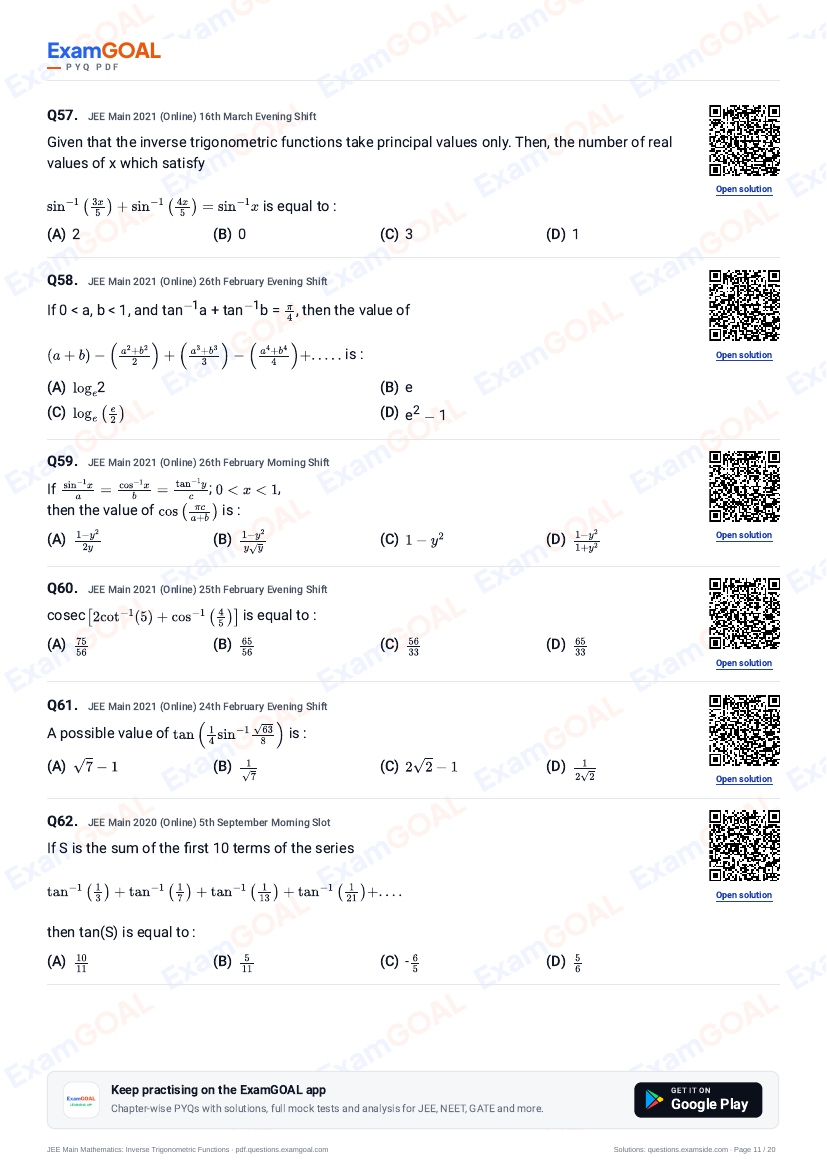 ExamGOAL
PYQ PDF
Q57. JEE Main 2021 (Online) 16th March Evening Shift
Given that the inverse trigonometric functions take principal values only. Then, the number of real
values of x which satisfy
sin⁻¹(3x/5) + sin⁻¹(4x/5) = sin⁻¹x is equal to :
(A) 2 (B) 0 (C) 3 (D) 1
Open solution
Q58. JEE Main 2021 (Online) 26th February Evening Shift
If 0 < a, b < 1, and tan⁻¹a + tan⁻¹b = π/4, then the value of
(a + b) − ((a²+b²)/2) + ((a³+b³)/3) − ((a⁴+b⁴)/4) +..... is :
(A) logₑ2 (B) e
(C) logₑ(e/2) (D) e² − 1
Open solution
Q59. JEE Main 2021 (Online) 26th February Morning Shift
If sin⁻¹x/a = cos⁻¹x/b = tan⁻¹y/c; 0 < x < 1,
then the value of cos(πc/(a+b)) is :
(A) (1−y²)/2y (B) (1−y²)/(y√y) (C) 1 − y² (D) (1−y²)/(1+y²)
Open solution
Q60. JEE Main 2021 (Online) 25th February Evening Shift
cosec[2cot⁻¹(5) + cos⁻¹(4/5)] is equal to :
(A) 75/56 (B) 65/56 (C) 56/33 (D) 65/33
Open solution
Q61. JEE Main 2021 (Online) 24th February Evening Shift
A possible value of tan(1/4 sin⁻¹ √63/8) is :
(A) √7 − 1 (B) 1/√7 (C) 2√2 − 1 (D) 1/(2√2)
Open solution
Q62. JEE Main 2020 (Online) 5th September Morning Slot
If S is the sum of the first 10 terms of the series
tan⁻¹(1/3) + tan⁻¹(1/7) + tan⁻¹(1/13) + tan⁻¹(1/21) +....
then tan(S) is equal to :
(A) 10/11 (B) 5/11 (C) -6/5 (D) 5/6
Open solution
Keep practising on the ExamGOAL app
Chapter-wise PYQs with solutions, full mock tests and analysis for JEE, NEET, GATE and more.
GET IT ON
Google Play
JEE Main Mathematics: Inverse Trigonometric Functions · pdf.questions.examgoal.com
Solutions: questions.examside.com · Page 11 / 20